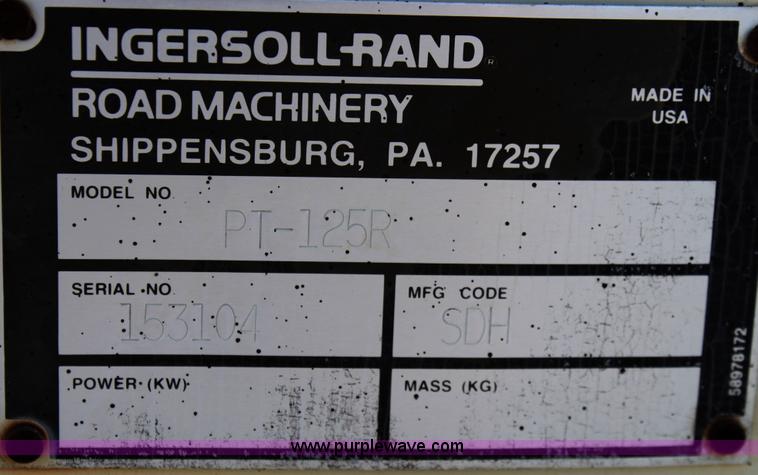 INGERSOLL-RAND®
ROAD MACHINERY
SHIPPENSBURG, PA. 17257
MADE IN
USA
MODEL NO
PT-125R
SERIAL NO
153104
MFG CODE
SDH
POWER (KW)
MASS (KG)
58978172
www.purplewave.com